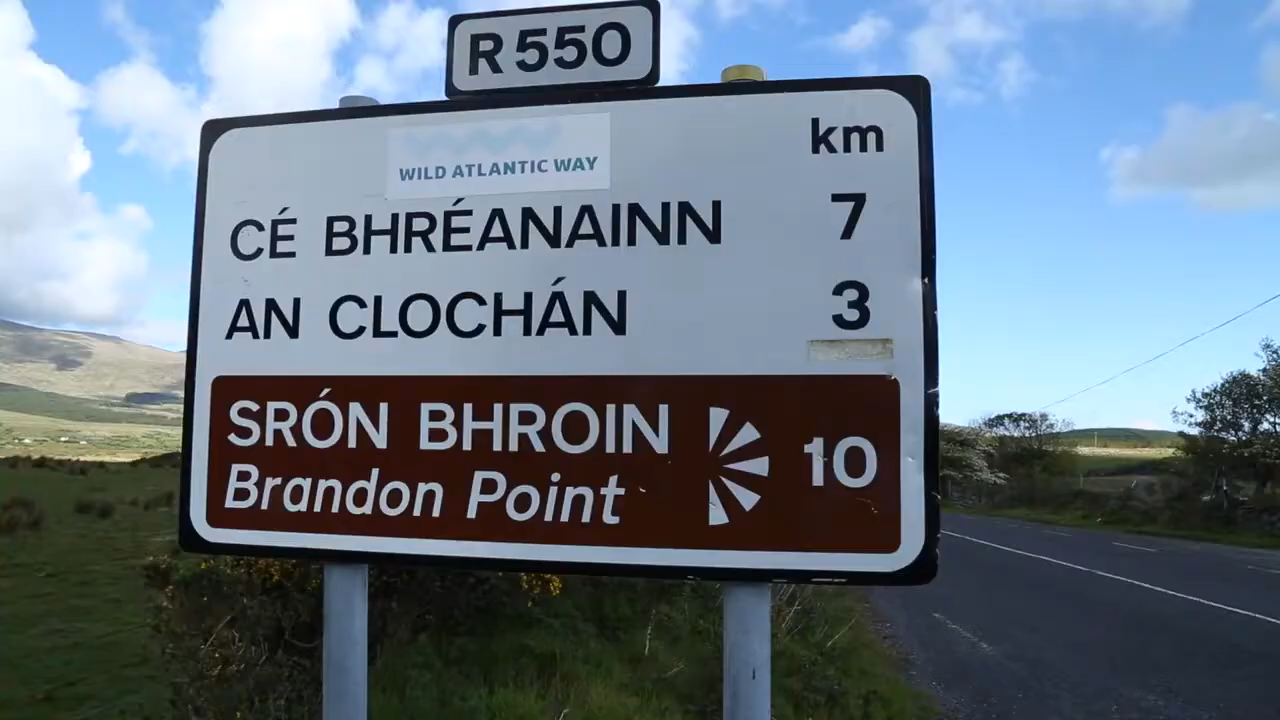 R550
WILD ATLANTIC WAY
km
CÉ BHRÉANAINN 7
AN CLOCHÁN 3
SRÓN BHROIN
Brandon Point 10